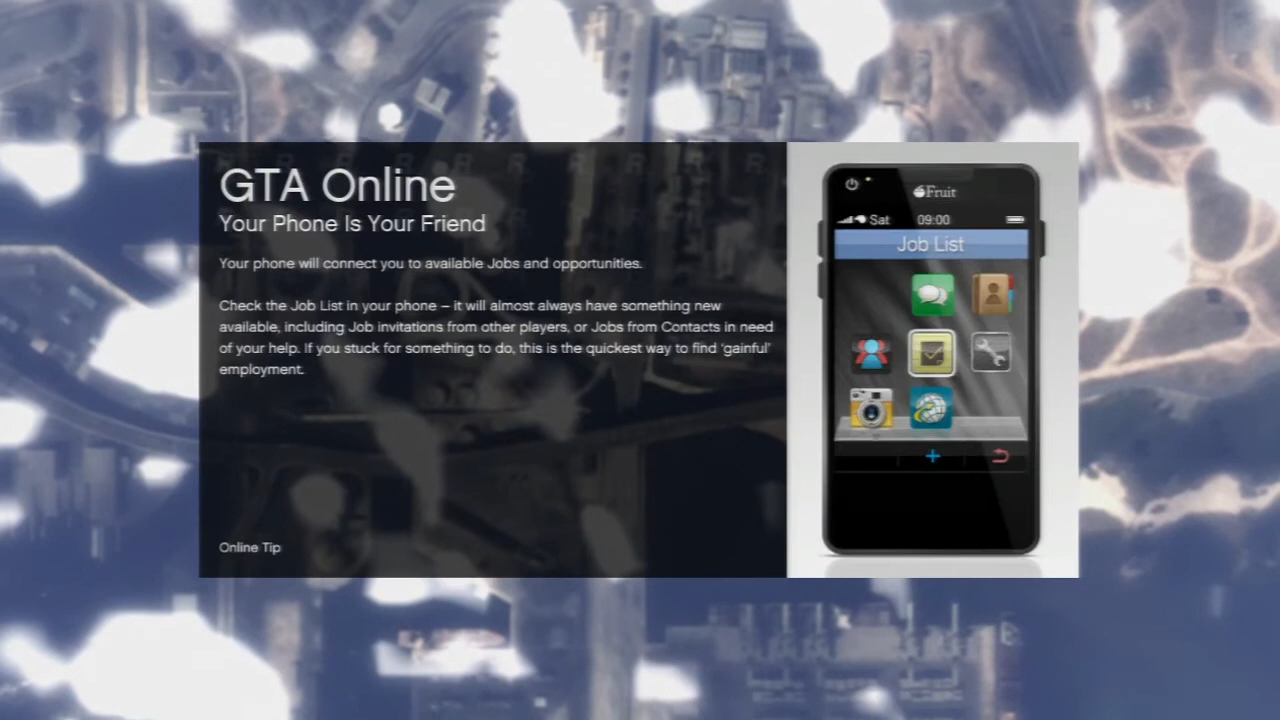 GTA Online
Your Phone Is Your Friend
Your phone will connect you to available Jobs and opportunities.
Check the Job List in your phone – it will almost always have something new
available, including Job invitations from other players, or Jobs from Contacts in need
of your help. If you stuck for something to do, this is the quickest way to find 'gainful'
employment.
Online Tip
Fruit
Sat 09:00
Job List